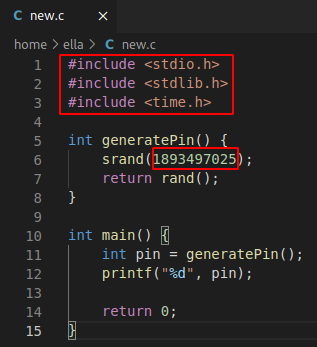 new.c
home > ella > new.c
1 #include <stdio.h>
2 #include <stdlib.h>
3 #include <time.h>
4
5 int generatePin() {
6     srand(1893497025);
7     return rand();
8 }
9
10 int main() {
11     int pin = generatePin();
12     printf("%d", pin);
13
14     return 0;
15 }